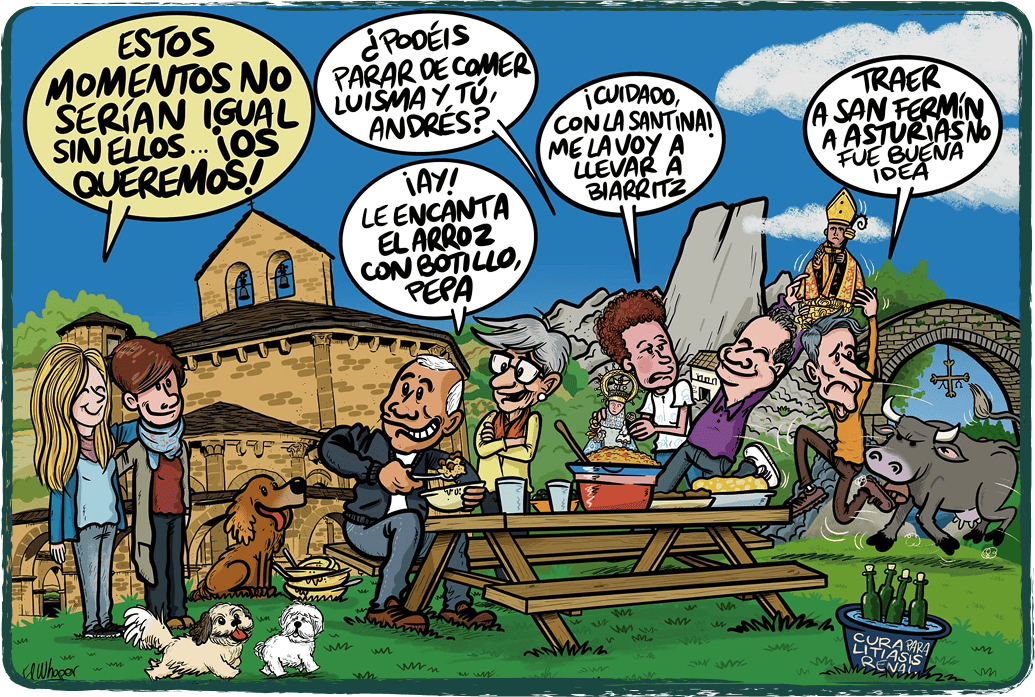 ESTOS
MOMENTOS NO
SERÍAN IGUAL
SIN ELLOS... ¡OS
QUEREMOS!
¿PODÉIS
PARAR DE COMER
LUISMA Y TÚ,
ANDRÉS?
¡AY!
LE ENCANTA
EL ARROZ
CON BOTILLO,
PEPA
¡CUIDADO,
CON LA SANTINA!
ME LA VOY A
LLEVAR A
BIARRITZ
TRAER
A SAN FERMÍN
A ASTURIAS NO
FUE BUENA
IDEA
CURA PARA
LITIASIS
RENAL